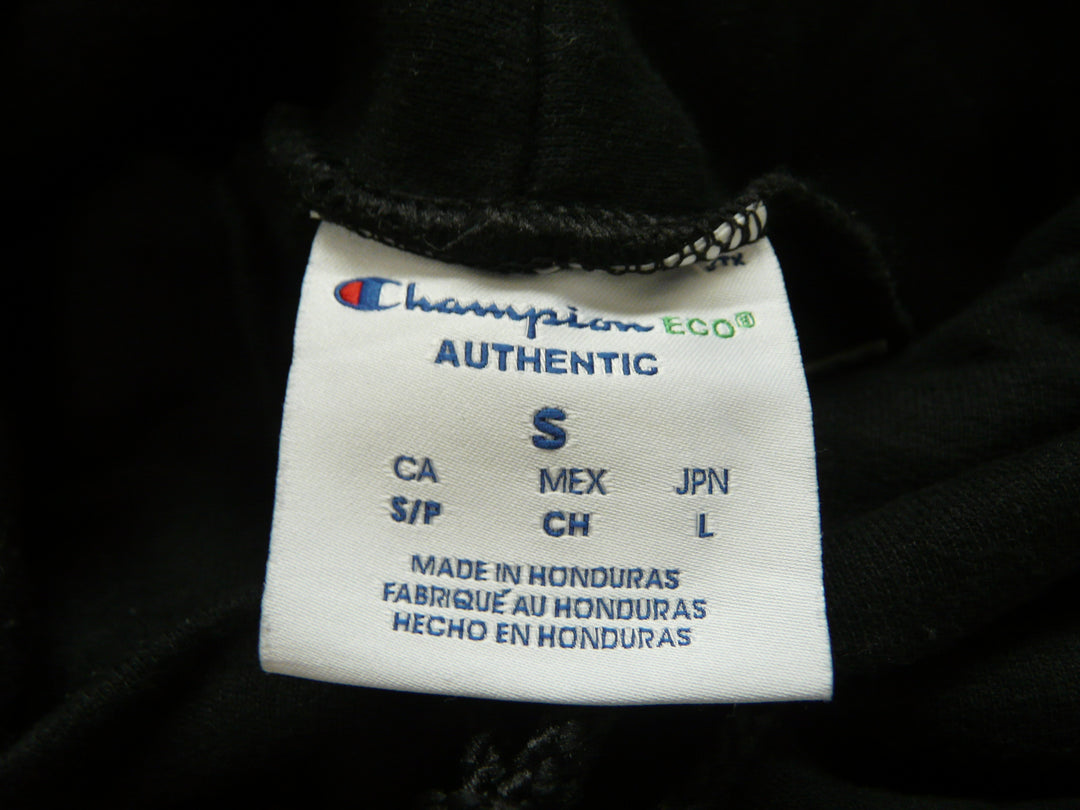 Champion ECO®
AUTHENTIC
S
CA MEX JPN
S/P CH L
MADE IN HONDURAS
FABRIQUÉ AU HONDURAS
HECHO EN HONDURAS